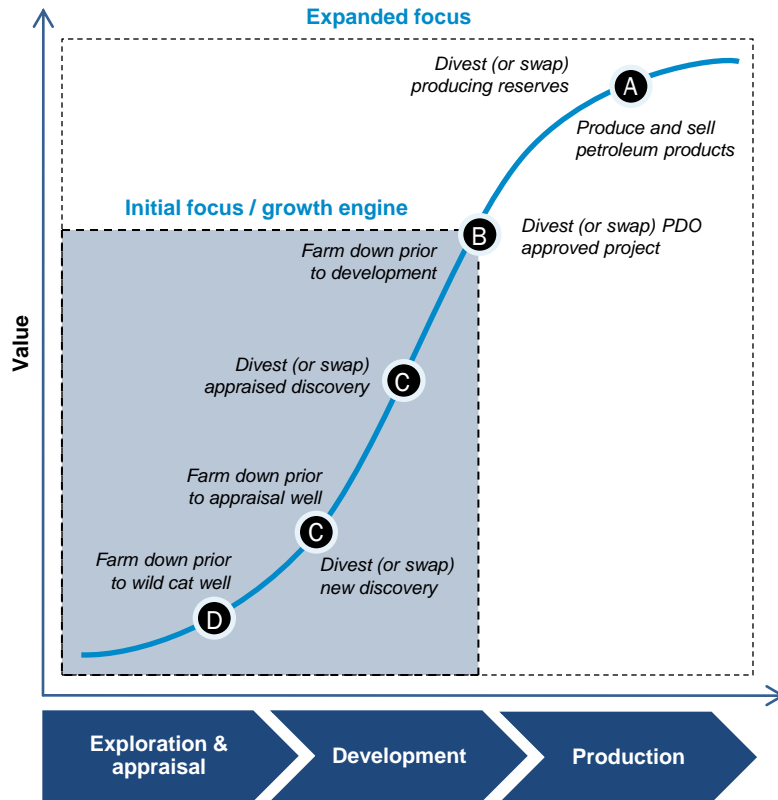 Expanded focus
Divest (or swap)
producing reserves
A
Produce and sell
petroleum products
Initial focus / growth engine
Farm down prior
to development
B
Divest (or swap) PDO
approved project
Value
Divest (or swap)
appraised discovery
C
Farm down prior
to appraisal well
C
Divest (or swap)
new discovery
Farm down prior
to wild cat well
D
Exploration &
appraisal
Development
Production